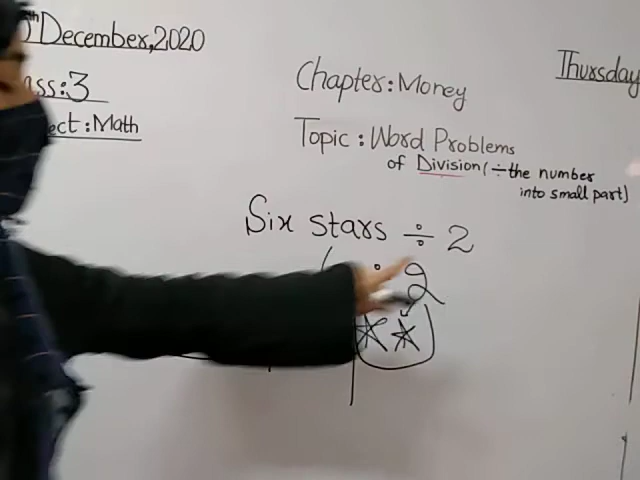 December,2020
Thursday
ss:3
Chapter:Money
ect:Math
Topic:Word Problems
of Division(÷the number
into small part)
Six stars ÷ 2
2